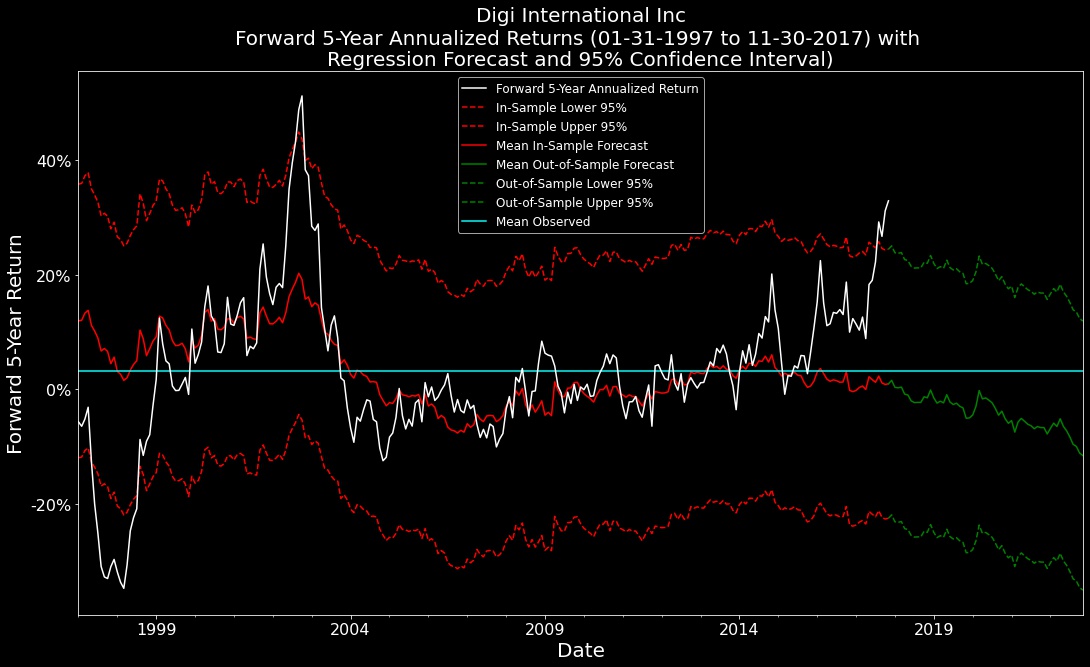 Digi International Inc
Forward 5-Year Annualized Returns (01-31-1997 to 11-30-2017) with
Regression Forecast and 95% Confidence Interval)
Forward 5-Year Annualized Return
In-Sample Lower 95%
In-Sample Upper 95%
Mean In-Sample Forecast
Mean Out-of-Sample Forecast
Out-of-Sample Lower 95%
Out-of-Sample Upper 95%
Mean Observed
Forward 5-Year Return
40%
20%
0%
-20%
1999
2004
2009
2014
2019
Date